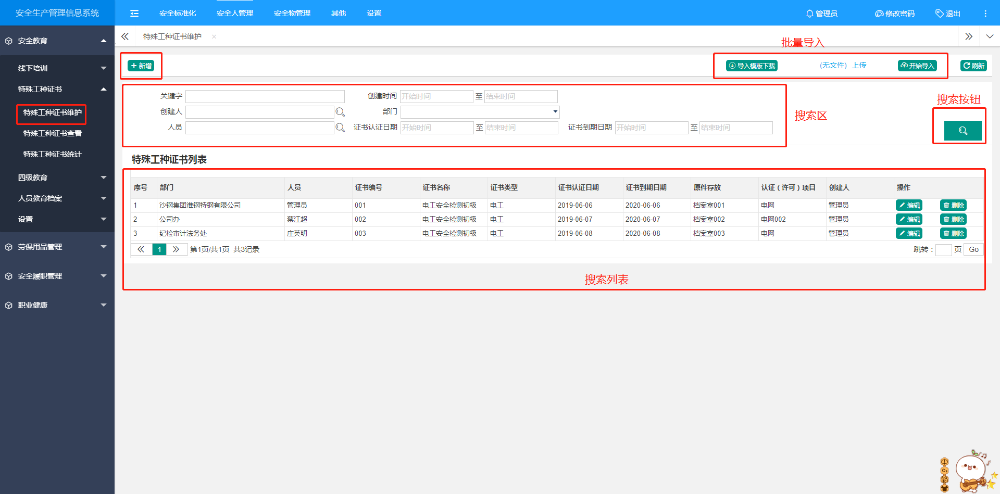 安全生产管理信息系统
安全标准化 安全人管理 安全物管理 其他 设置
管理员 修改密码 退出
安全教育
线下培训
特殊工种证书
特殊工种证书维护
特殊工种证书查看
特殊工种证书统计
四级教育
人员教育档案
设置
劳保用品管理
安全履职管理
职业健康
特殊工种证书维护 ×
批量导入
新增
导入模版下载 (无文件) 上传 开始导入 刷新
关键字 创建时间 开始时间 至 结束时间
创建人 部门
人员 证书认证日期 开始时间 至 结束时间 证书到期日期 开始时间 至 结束时间
搜索区
搜索按钮
特殊工种证书列表
序号 部门 人员 证书编号 证书名称 证书类型 证书认证日期 证书到期日期 原件存放 认证（许可）项目 创建人 操作
1 沙钢集团淮钢特钢有限公司 管理员 001 电工安全检测初级 电工 2019-06-06 2020-06-06 档案室001 电网 管理员 编辑 删除
2 公司办 蔡江超 002 电工安全检测初级 电工 2019-06-07 2020-06-07 档案室002 电网002 管理员 编辑 删除
3 纪检审计法务处 庄英明 003 电工安全检测初级 电工 2019-06-08 2020-06-08 档案室003 电网 管理员 编辑 删除
1 第1页/共1页 共3记录 跳转： 页 Go
搜索列表
中
简